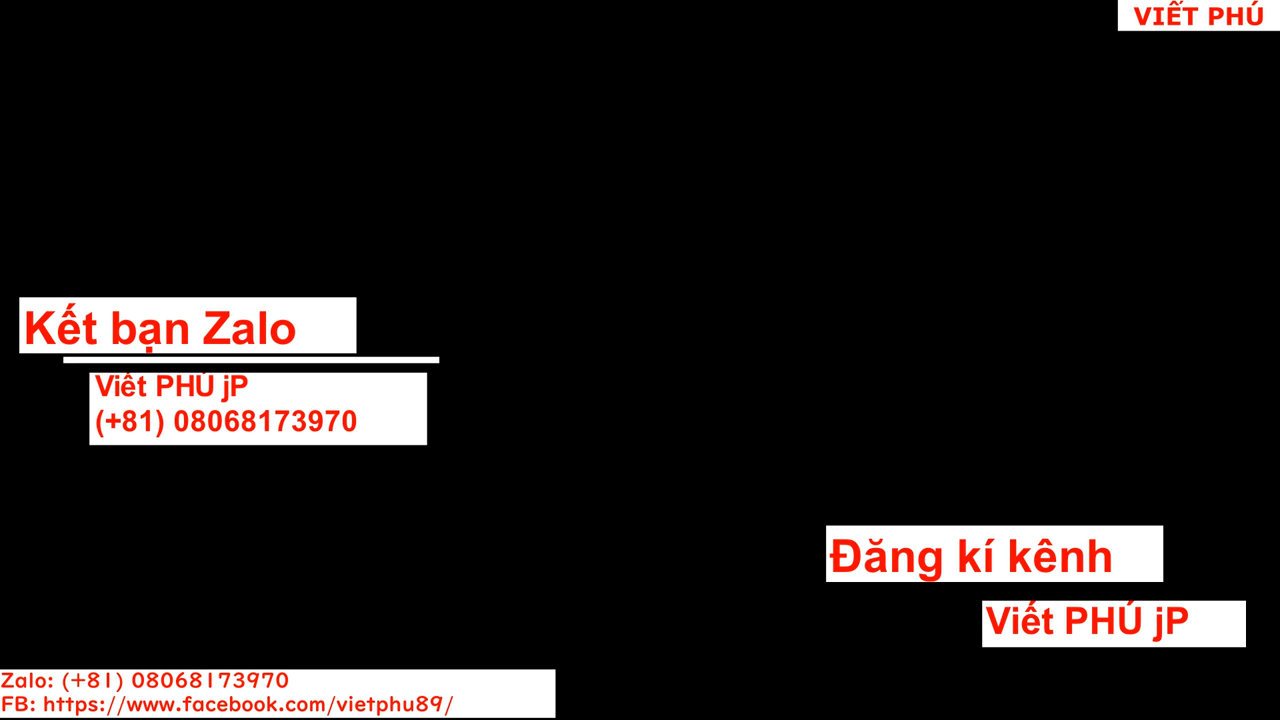 VIẾT PHÚ
Kết bạn Zalo
Viết PHÚ jP
(+81) 08068173970
Đăng kí kênh
Viết PHÚ jP
Zalo: (+81) 08068173970
FB: https://www.facebook.com/vietphu89/